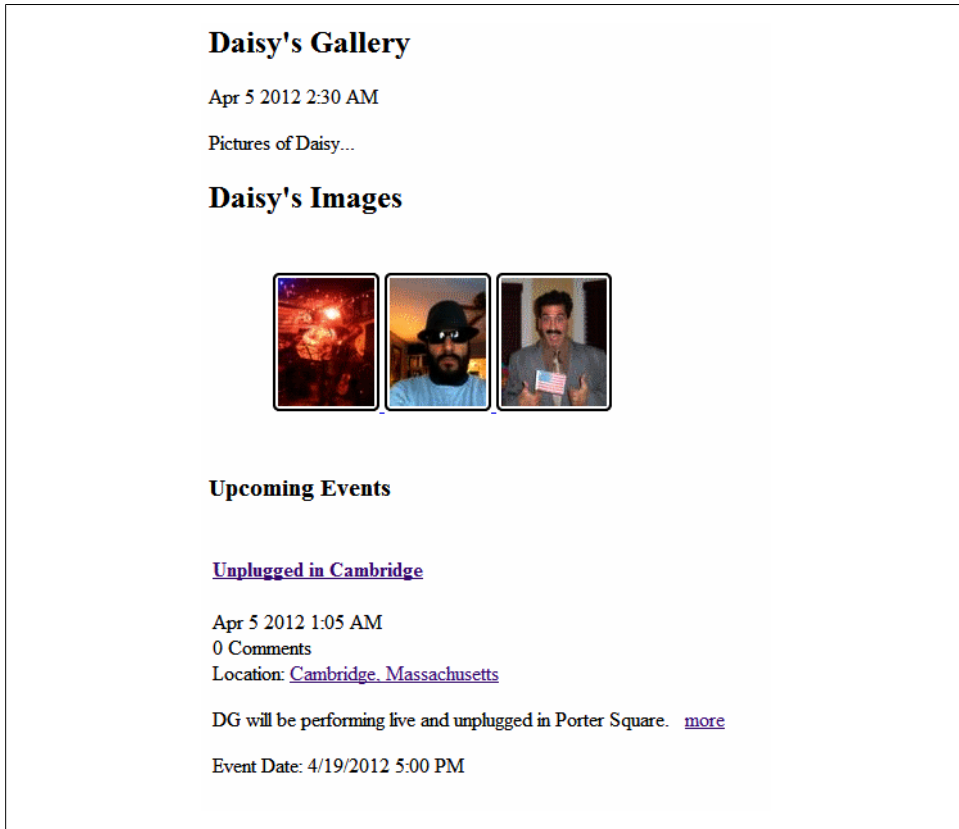 Daisy's Gallery
Apr 5 2012 2:30 AM
Pictures of Daisy...
Daisy's Images
Upcoming Events
Unplugged in Cambridge
Apr 5 2012 1:05 AM
0 Comments
Location: Cambridge, Massachusetts
DG will be performing live and unplugged in Porter Square. more
Event Date: 4/19/2012 5:00 PM